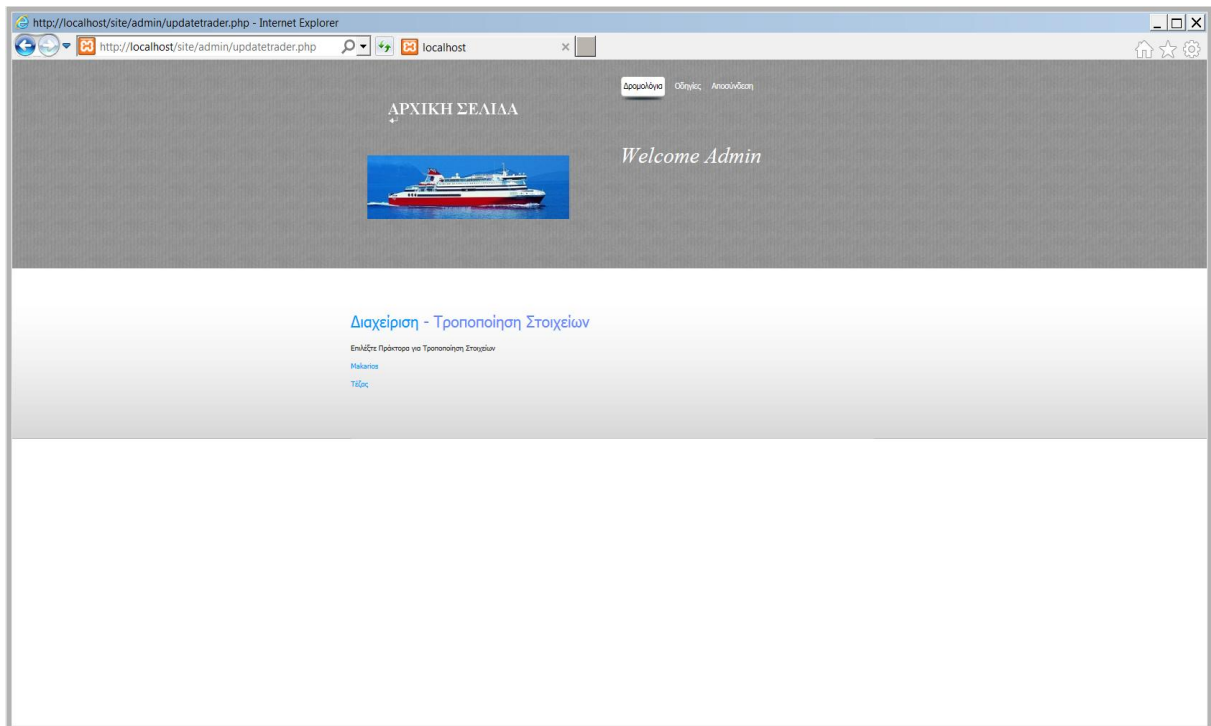 http://localhost/site/admin/updatetrader.php - Internet Explorer
http://localhost/site/admin/updatetrader.php
localhost
Δρομολόγια Οδηγίες Αποσύνδεση
ΑΡΧΙΚΗ ΣΕΛΙΔΑ
Welcome Admin
Διαχείριση - Τροποποίηση Στοιχείων
Επιλέξτε Πράκτορα για Τροποποίηση Στοιχείων
Makarios
Τέζας